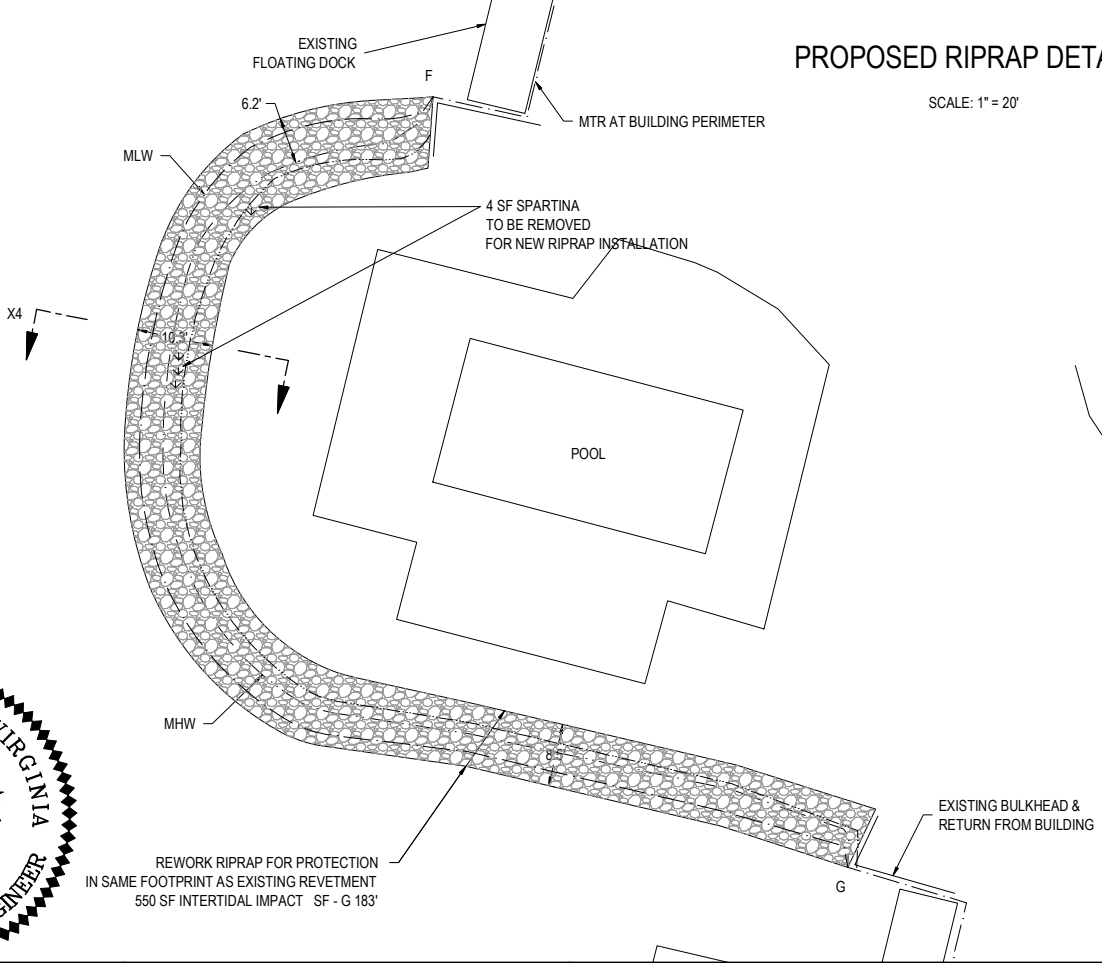 EXISTING
FLOATING DOCK
F
PROPOSED RIPRAP
SCALE: 1" = 20'
6.2'
MTR AT BUILDING PERIMETER
MLW
4 SF SPARTINA
TO BE REMOVED
FOR NEW RIPRAP INSTALLATION
X4
POOL
MHW
VIRGINIA
EXISTING BULKHEAD &
RETURN FROM BUILDING
REWORK RIPRAP FOR PROTECTION
IN SAME FOOTPRINT AS EXISTING REVETMENT
550 SF INTERTIDAL IMPACT SF - G 183'
G